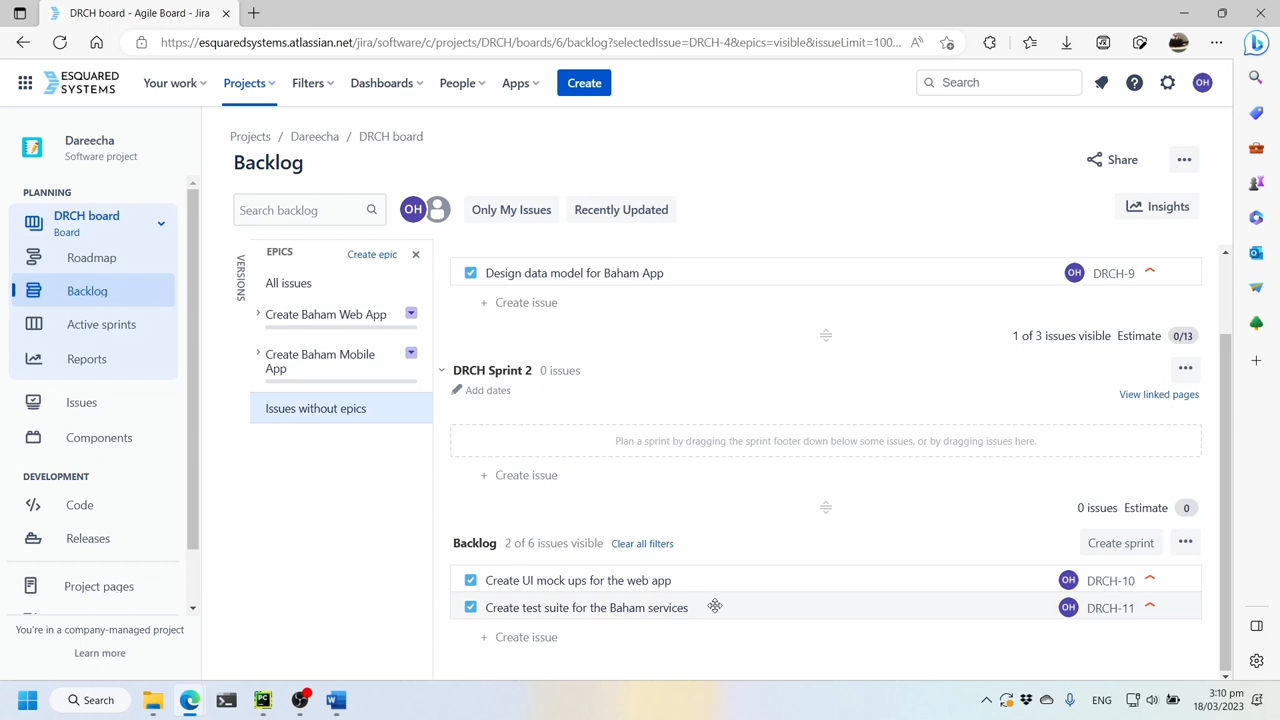 DRCH board - Agile Board - Jira
https://esquaredsystems.atlassian.net/jira/software/c/projects/DRCH/boards/6/backlog?selectedIssue=DRCH-4&epics=visible&issueLimit=100...
ESQUARED SYSTEMS
Your work
Projects
Filters
Dashboards
People
Apps
Create
Search
OH
Dareecha
Software project
PLANNING
DRCH board
Board
Roadmap
Backlog
Active sprints
Reports
Issues
Components
DEVELOPMENT
Code
Releases
Project pages
You're in a company-managed project
Learn more
Projects / Dareecha / DRCH board
Backlog
Share
Search backlog
OH
Only My Issues
Recently Updated
Insights
VERSIONS
EPICS
Create epic
All issues
Create Baham Web App
Create Baham Mobile
App
Issues without epics
Design data model for Baham App
OH
DRCH-9
+ Create issue
1 of 3 issues visible Estimate 0/13
DRCH Sprint 2 0 issues
Add dates
View linked pages
Plan a sprint by dragging the sprint footer down below some issues, or by dragging issues here.
+ Create issue
0 issues Estimate 0
Backlog 2 of 6 issues visible Clear all filters
Create sprint
Create UI mock ups for the web app
OH
DRCH-10
Create test suite for the Baham services
OH
DRCH-11
+ Create issue
Search
PC
W
ENG
3:10 pm
18/03/2023